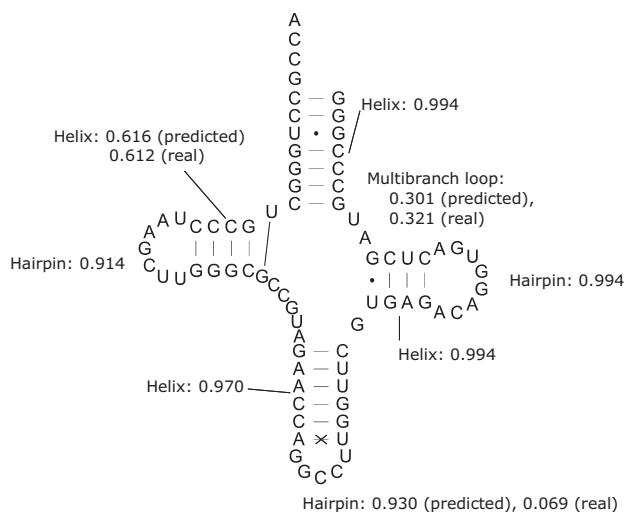 A
C
C
G
C C U G G G C
G G G C C C G
Helix: 0.994
Helix: 0.616 (predicted)
0.612 (real)
Multibranch loop:
0.301 (predicted),
0.321 (real)
U
G C C C U A A G C U U G G G C G
Hairpin: 0.914
C C G U A
U A
G C U C A G U G G A C A G A G U
Hairpin: 0.994
G
Helix: 0.994
G A A C C A G G C C U U G G U U C
Helix: 0.970
Hairpin: 0.930 (predicted), 0.069 (real)